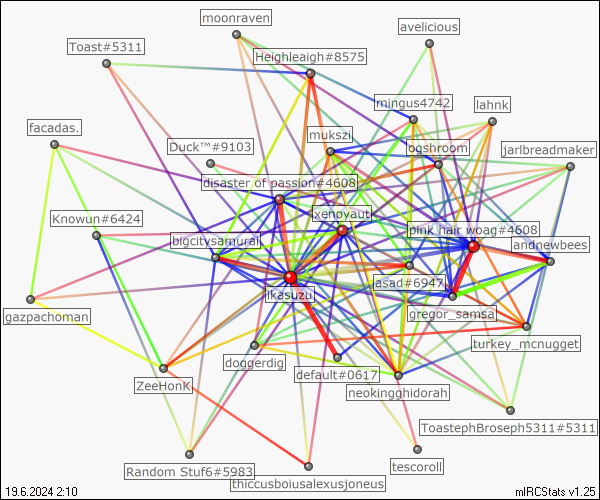 moonraven
avelicious
Toast#5311
Heighleaigh#8575
mingus4742
lahnk
facadas.
mukszi
Duck™#9103
ogshroom
jarlbreadmaker
disaster of passion#4608
xenoyaut
Knowun#6424
pink hair woag#4608
bigcitysamurai
andnewbees
asad#6947
ikasuzu
gregor_samsa
gazpachoman
turkey_mcnugget
doggerdig
default#0617
ZeeHonK
neokingghidorah
ToastephBroseph5311#5311
Random Stuf6#5983
tescoroll
thiccusboiusalexusjoneus
19.6.2024 2:10
mIRCStats v1.25